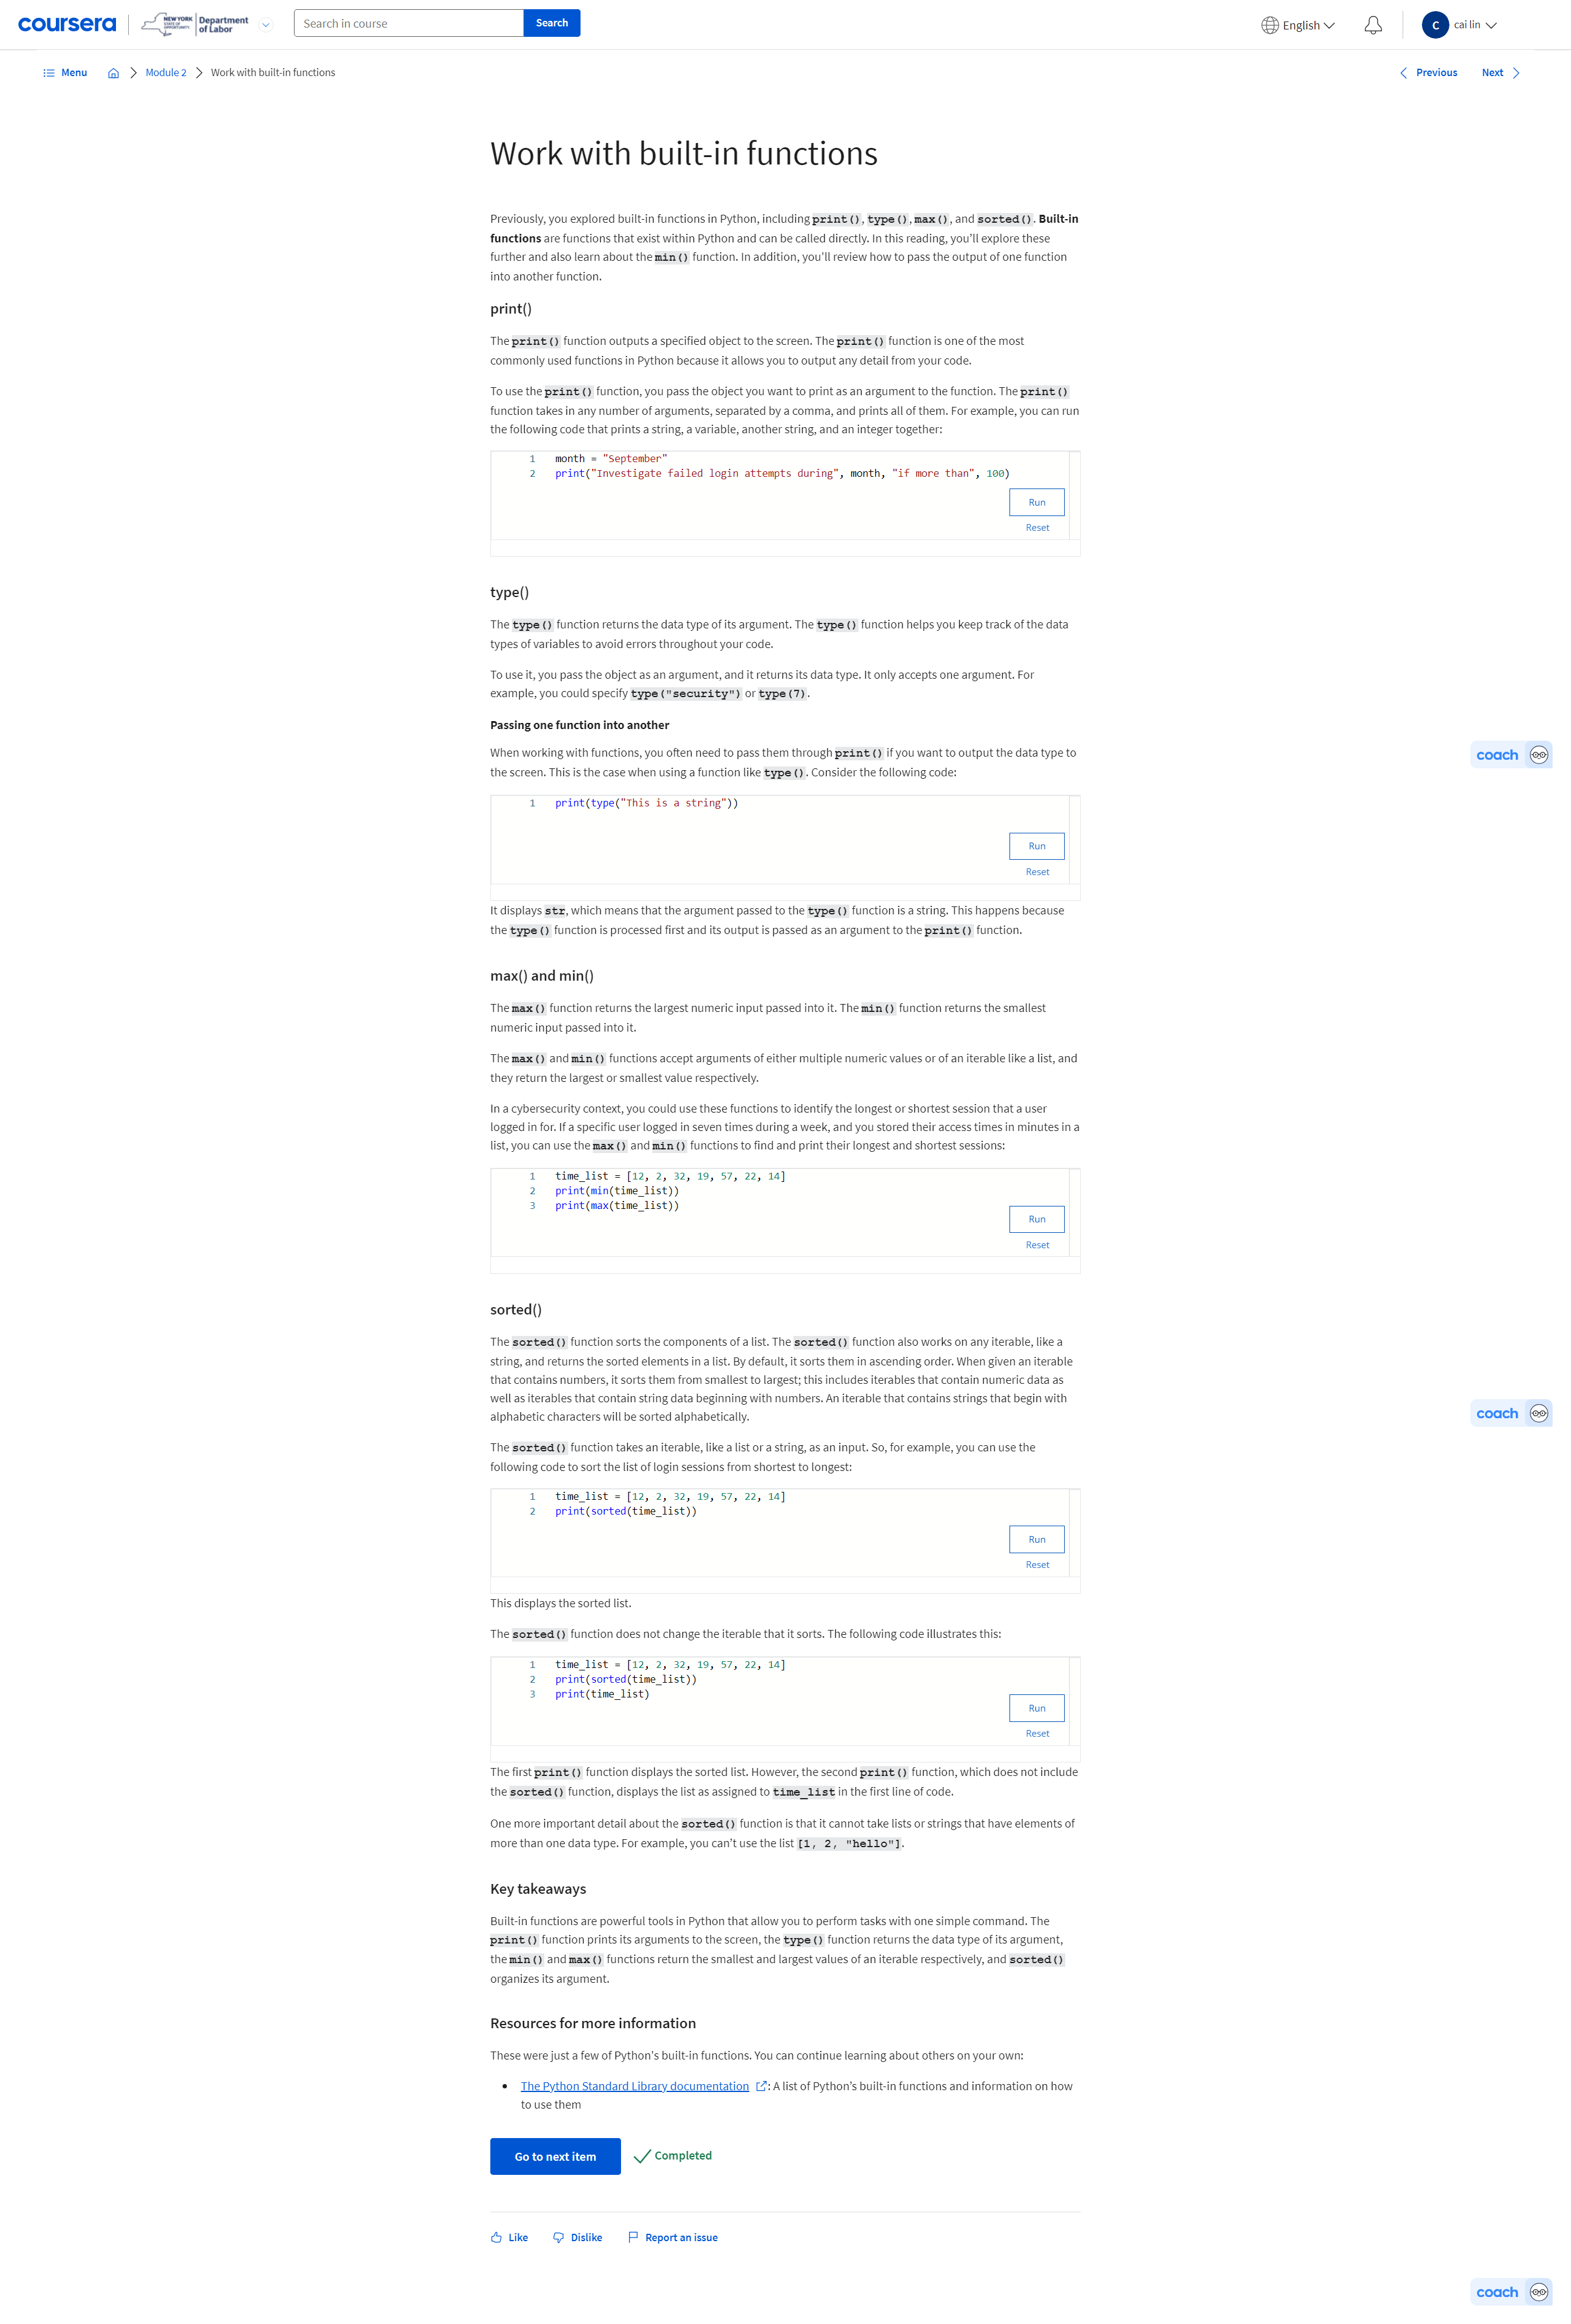 coursera
NEW YORK
STATE OF
OPPORTUNITY
Department
of Labor
Search in course
Search
English
C
cai lin
Menu
Module 2
Work with built-in functions
Previous
Next
Work with built-in functions
Previously, you explored built-in functions in Python, including print(), type(), max(), and sorted(). Built-in
functions are functions that exist within Python and can be called directly. In this reading, you’ll explore these
further and also learn about the min() function. In addition, you’ll review how to pass the output of one function
into another function.
print()
The print() function outputs a specified object to the screen. The print() function is one of the most
commonly used functions in Python because it allows you to output any detail from your code.
To use the print() function, you pass the object you want to print as an argument to the function. The print()
function takes in any number of arguments, separated by a comma, and prints all of them. For example, you can run
the following code that prints a string, a variable, another string, and an integer together:
1 month = "September"
2 print("Investigate failed login attempts during", month, "if more than", 100)
Run
Reset
type()
The type() function returns the data type of its argument. The type() function helps you keep track of the data
types of variables to avoid errors throughout your code.
To use it, you pass the object as an argument, and it returns its data type. It only accepts one argument. For
example, you could specify type("security") or type(7).
Passing one function into another
When working with functions, you often need to pass them through print() if you want to output the data type to
the screen. This is the case when using a function like type(). Consider the following code:
coach
1 print(type("This is a string"))
Run
Reset
It displays str, which means that the argument passed to the type() function is a string. This happens because
the type() function is processed first and its output is passed as an argument to the print() function.
max() and min()
The max() function returns the largest numeric input passed into it. The min() function returns the smallest
numeric input passed into it.
The max() and min() functions accept arguments of either multiple numeric values or of an iterable like a list, and
they return the largest or smallest value respectively.
In a cybersecurity context, you could use these functions to identify the longest or shortest session that a user
logged in for. If a specific user logged in seven times during a week, and you stored their access times in minutes in a
list, you can use the max() and min() functions to find and print their longest and shortest sessions:
1 time_list = [12, 2, 32, 19, 57, 22, 14]
2 print(min(time_list))
3 print(max(time_list))
Run
Reset
sorted()
The sorted() function sorts the components of a list. The sorted() function also works on any iterable, like a
string, and returns the sorted elements in a list. By default, it sorts them in ascending order. When given an iterable
that contains numbers, it sorts them from smallest to largest; this includes iterables that contain numeric data as
well as iterables that contain string data beginning with numbers. An iterable that contains strings that begin with
alphabetic characters will be sorted alphabetically.
coach
The sorted() function takes an iterable, like a list or a string, as an input. So, for example, you can use the
following code to sort the list of login sessions from shortest to longest:
1 time_list = [12, 2, 32, 19, 57, 22, 14]
2 print(sorted(time_list))
Run
Reset
This displays the sorted list.
The sorted() function does not change the iterable that it sorts. The following code illustrates this:
1 time_list = [12, 2, 32, 19, 57, 22, 14]
2 print(sorted(time_list))
3 print(time_list)
Run
Reset
The first print() function displays the sorted list. However, the second print() function, which does not include
the sorted() function, displays the list as assigned to time_list in the first line of code.
One more important detail about the sorted() function is that it cannot take lists or strings that have elements of
more than one data type. For example, you can’t use the list [1, 2, "hello"].
Key takeaways
Built-in functions are powerful tools in Python that allow you to perform tasks with one simple command. The
print() function prints its arguments to the screen, the type() function returns the data type of its argument,
the min() and max() functions return the smallest and largest values of an iterable respectively, and sorted()
organizes its argument.
Resources for more information
These were just a few of Python’s built-in functions. You can continue learning about others on your own:
• The Python Standard Library documentation : A list of Python’s built-in functions and information on how
to use them
Go to next item
Completed
Like
Dislike
Report an issue
coach